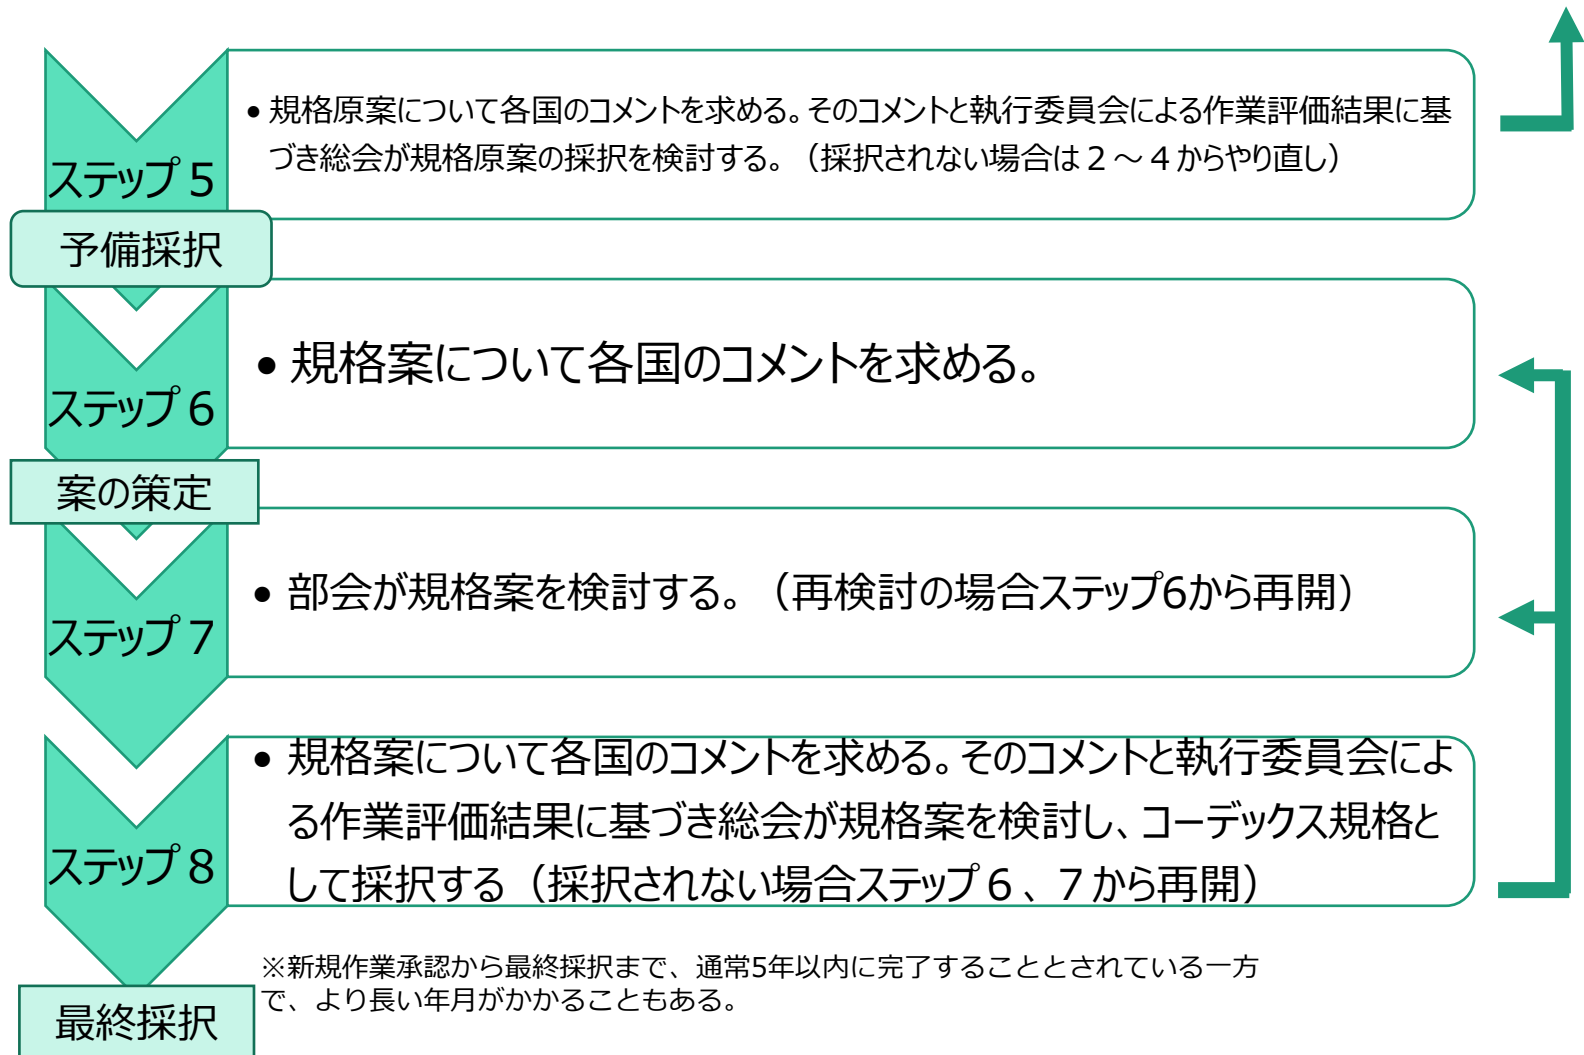 • 規格原案について各国のコメントを求める。そのコメントと執行委員会による作業評価結果に基
づき総会が規格原案の採択を検討する。（採択されない場合は２～４からやり直し）
ステップ５
予備採択
• 規格案について各国のコメントを求める。
ステップ６
案の策定
• 部会が規格案を検討する。（再検討の場合ステップ6から再開）
ステップ７
• 規格案について各国のコメントを求める。そのコメントと執行委員会によ
る作業評価結果に基づき総会が規格案を検討し、コーデックス規格と
して採択する（採択されない場合ステップ６、７から再開）
ステップ８
※新規作業承認から最終採択まで、通常5年以内に完了することとされている一方
で、より長い年月がかかることもある。
最終採択